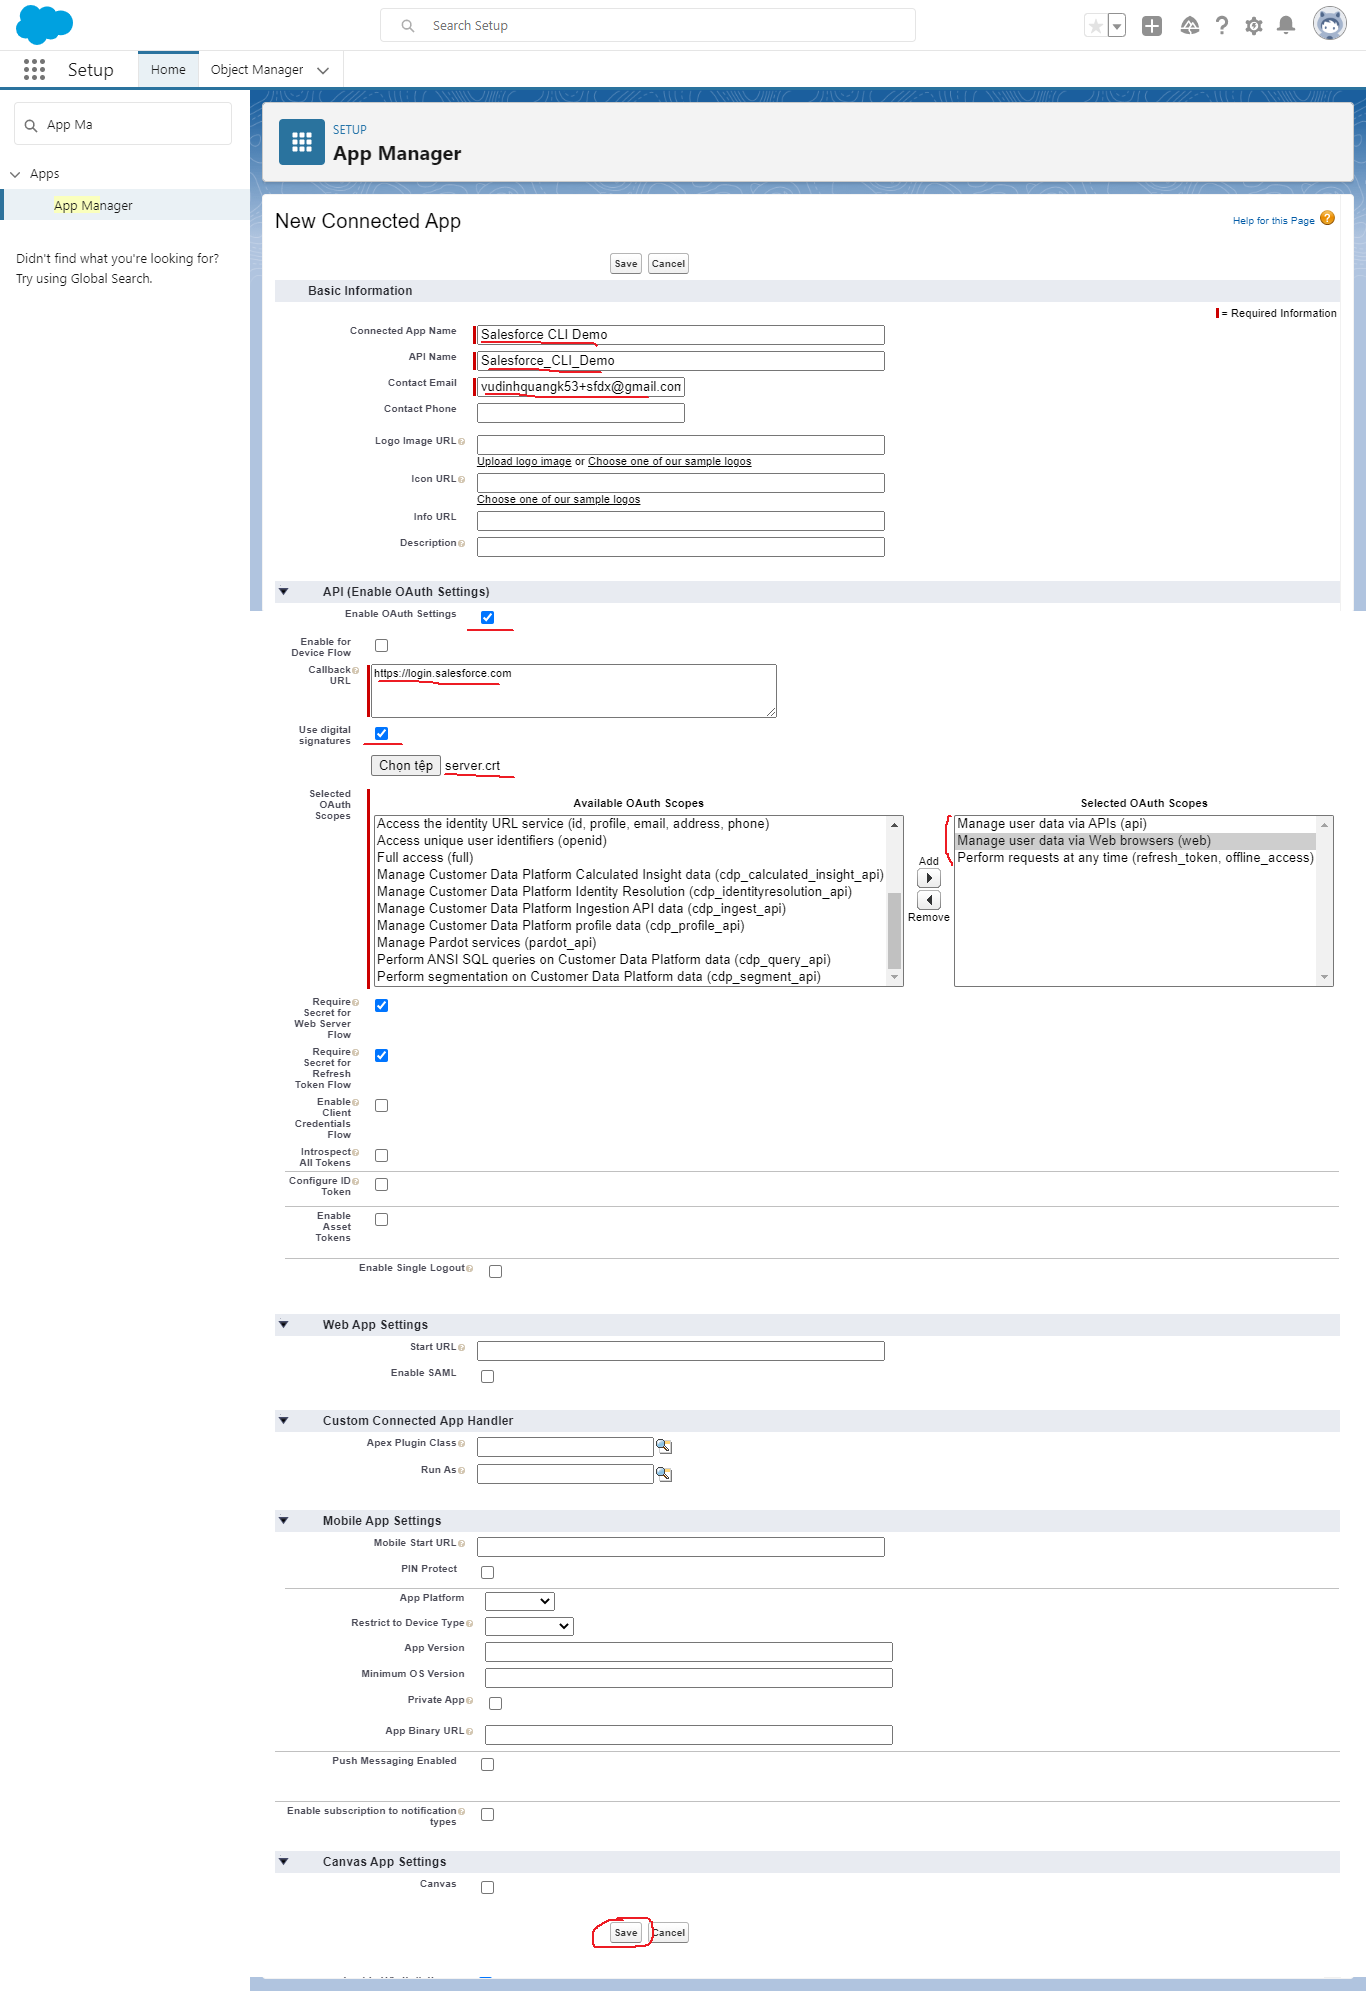 Search Setup
Setup
Home
Object Manager
App Ma
Apps
App Manager
Didn't find what you're looking for?
Try using Global Search.
SETUP
App Manager
New Connected App
Help for this Page
Save Cancel
Basic Information
= Required Information
Connected App Name Salesforce CLI Demo
API Name Salesforce_CLI_Demo
Contact Email vudinhquangk53+sfdx@gmail.com
Contact Phone
Logo Image URL
Upload logo image or Choose one of our sample logos
Icon URL
Choose one of our sample logos
Info URL
Description
API (Enable OAuth Settings)
Enable OAuth Settings
Enable for
Device Flow
Callback
URL
https://login.salesforce.com
Use digital
signatures
Chọn tệp server.crt
Selected
OAuth
Scopes
Available OAuth Scopes
Access the identity URL service (id, profile, email, address, phone)
Access unique user identifiers (openid)
Full access (full)
Manage Customer Data Platform Calculated Insight data (cdp_calculated_insight_api)
Manage Customer Data Platform Identity Resolution (cdp_identityresolution_api)
Manage Customer Data Platform Ingestion API data (cdp_ingest_api)
Manage Customer Data Platform profile data (cdp_profile_api)
Manage Pardot services (pardot_api)
Perform ANSI SQL queries on Customer Data Platform data (cdp_query_api)
Perform segmentation on Customer Data Platform data (cdp_segment_api)
Add
Remove
Selected OAuth Scopes
Manage user data via APIs (api)
Manage user data via Web browsers (web)
Perform requests at any time (refresh_token, offline_access)
Require
Secret for
Web Server
Flow
Require
Secret for
Refresh
Token Flow
Enable
Client
Credentials
Flow
Introspect
All Tokens
Configure ID
Token
Enable
Asset
Tokens
Enable Single Logout
Web App Settings
Start URL
Enable SAML
Custom Connected App Handler
Apex Plugin Class
Run As
Mobile App Settings
Mobile Start URL
PIN Protect
App Platform
Restrict to Device Type
App Version
Minimum OS Version
Private App
App Binary URL
Push Messaging Enabled
Enable subscription to notification
types
Canvas App Settings
Canvas
Save Cancel